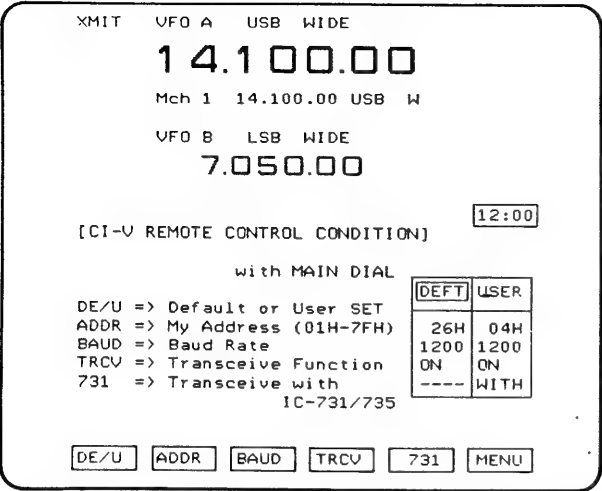 XMIT VFO A USB WIDE
14.100.00
Mch 1 14.100.00 USB W
VFO B LSB WIDE
7.050.00
12:00
[CI-V REMOTE CONTROL CONDITION]
with MAIN DIAL
DEFT USER
DE/U => Default or User SET
ADDR => My Address (01H-7FH) 26H 04H
BAUD => Baud Rate 1200 1200
TRCV => Transceive Function ON ON
731 => Transceive with ---- WITH
IC-731/735
DE/U ADDR BAUD TRCV 731 MENU